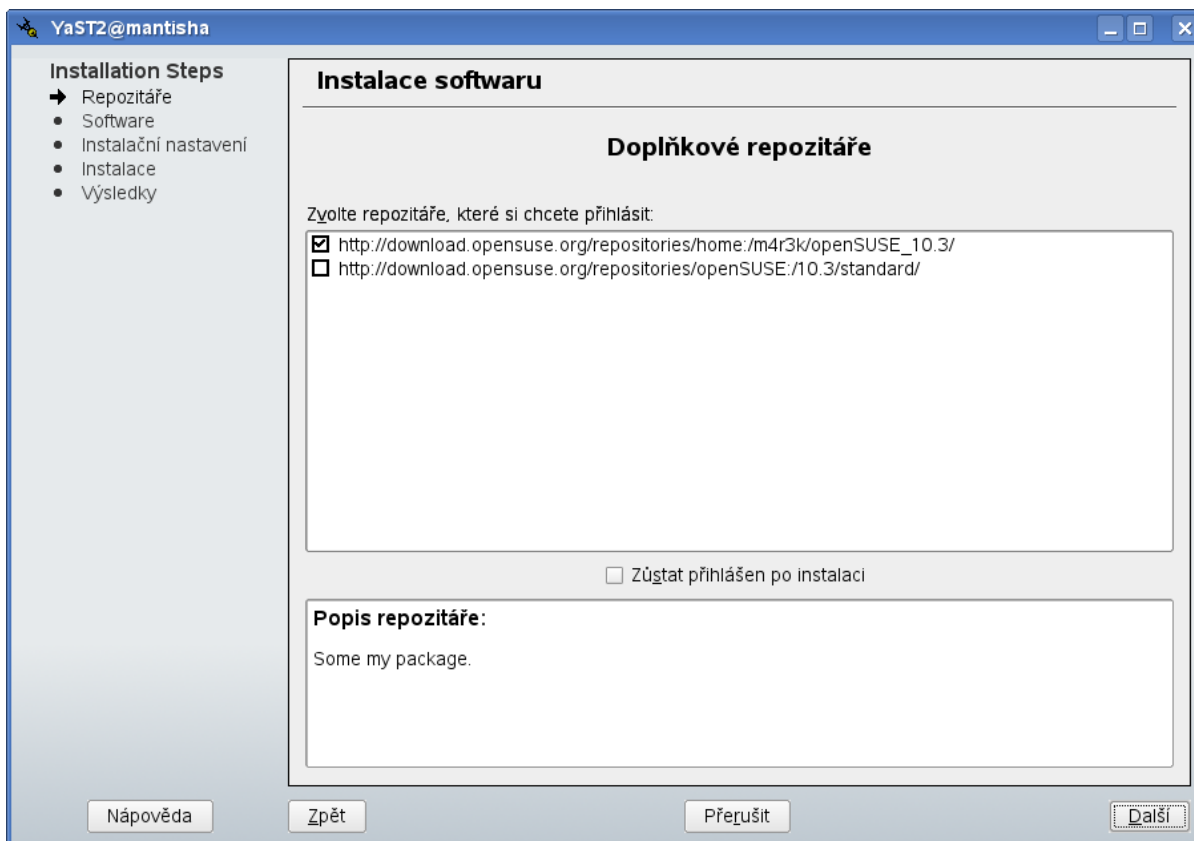 YaST2@mantisha
Installation Steps
Repozitáře
Software
Instalační nastavení
Instalace
Výsledky
Instalace softwaru
Doplňkové repozitáře
Zvolte repozitáře, které si chcete přihlásit:
http://download.opensuse.org/repositories/home:/m4r3k/openSUSE_10.3/
http://download.opensuse.org/repositories/openSUSE:/10.3/standard/
Zůstat přihlášen po instalaci
Popis repozitáře:
Some my package.
Nápověda
Zpět
Přerušit
Další